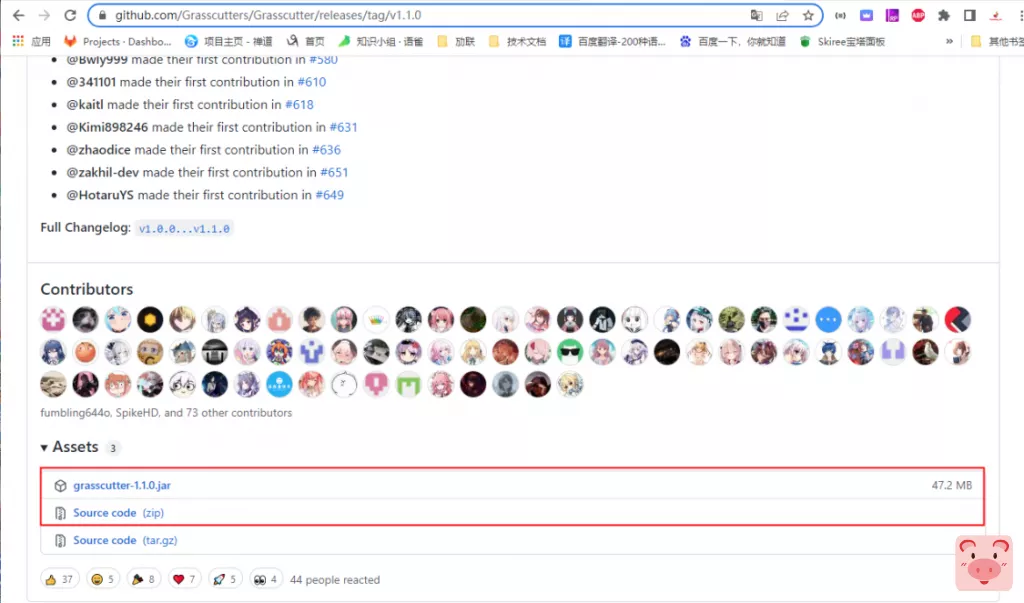 github.com/Grasscutters/Grasscutter/releases/tag/v1.1.0
应用 Projects · Dashbo... 项目主页 - 禅道 首页 知识小组 · 语雀 励联 技术文档 百度翻译-200种语... 百度一下，你就知道 Skiree宝塔面板 » 其他书签
@Bwly999 made their first contribution in #580
@341101 made their first contribution in #610
@kaitl made their first contribution in #618
@Kimi898246 made their first contribution in #631
@zhaodice made their first contribution in #636
@zakhil-dev made their first contribution in #651
@HotaruYS made their first contribution in #649
Full Changelog: v1.0.0...v1.1.0
Contributors
fumbling644o, SpikeHD, and 73 other contributors
Assets 3
grasscutter-1.1.0.jar 47.2 MB
Source code (zip)
Source code (tar.gz)
37 5 8 7 5 4 44 people reacted